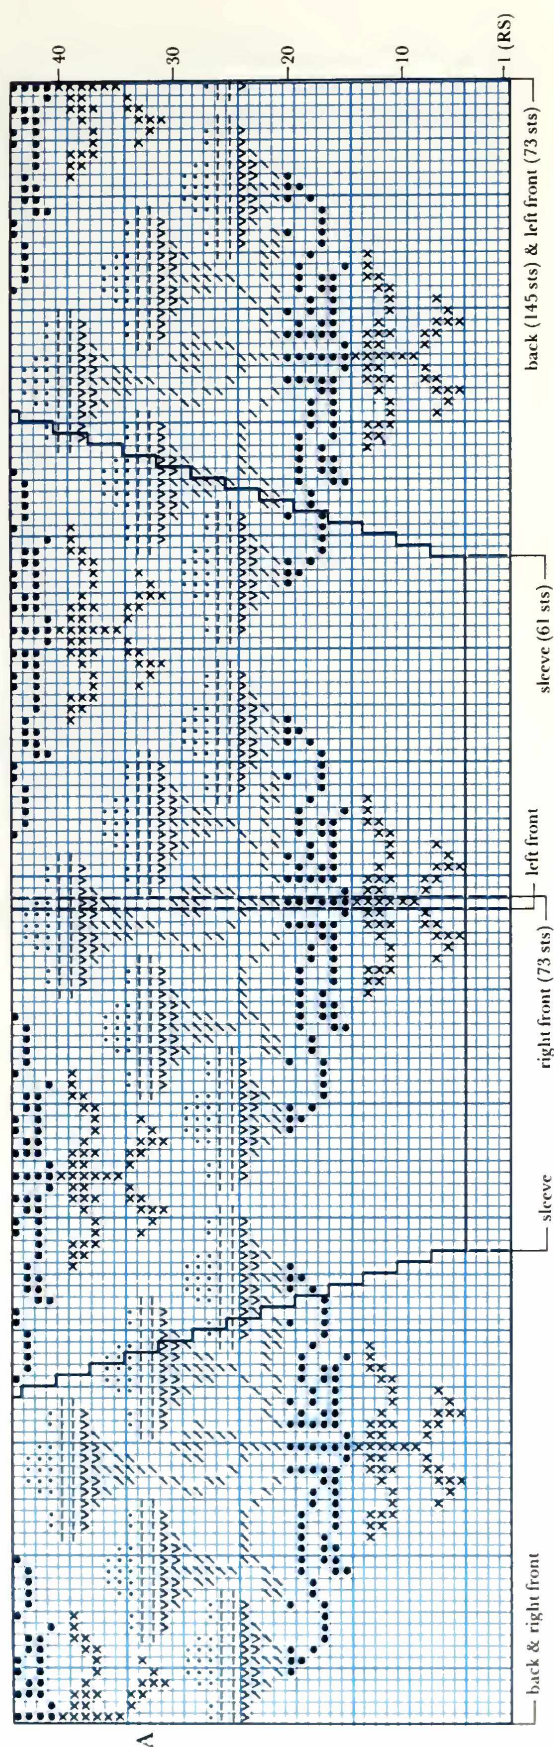 40
30
20
10
1 (RS)
back (145 sts) & left front (73 sts)
sleeve (61 sts)
left front
right front (73 sts)
sleeve
back & right front